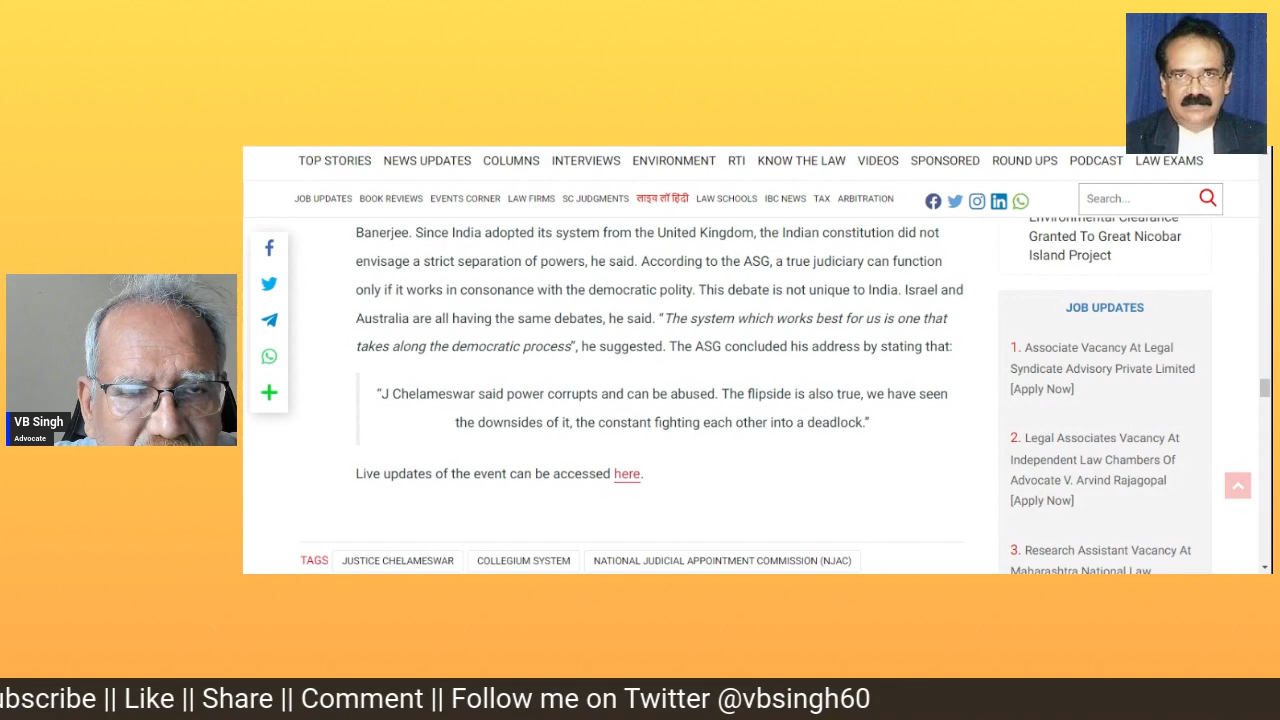 TOP STORIES NEWS UPDATES COLUMNS INTERVIEWS ENVIRONMENT RTI KNOW THE LAW VIDEOS SPONSORED ROUND UPS PODCAST LAW EXAMS
JOB UPDATES BOOK REVIEWS EVENTS CORNER LAW FIRMS SC JUDGMENTS लाइव लॉ हिंदी LAW SCHOOLS IBC NEWS TAX ARBITRATION
Search...
Banerjee. Since India adopted its system from the United Kingdom, the Indian constitution did not
envisage a strict separation of powers, he said. According to the ASG, a true judiciary can function
only if it works in consonance with the democratic polity. This debate is not unique to India. Israel and
Australia are all having the same debates, he said. “The system which works best for us is one that
takes along the democratic process”, he suggested. The ASG concluded his address by stating that:
“J Chelameswar said power corrupts and can be abused. The flipside is also true, we have seen
the downsides of it, the constant fighting each other into a deadlock.”
Live updates of the event can be accessed here.
TAGS JUSTICE CHELAMESWAR COLLEGIUM SYSTEM NATIONAL JUDICIAL APPOINTMENT COMMISSION (NJAC)
Environmental Clearance
Granted To Great Nicobar
Island Project
JOB UPDATES
1. Associate Vacancy At Legal
Syndicate Advisory Private Limited
[Apply Now]
2. Legal Associates Vacancy At
Independent Law Chambers Of
Advocate V. Arvind Rajagopal
[Apply Now]
3. Research Assistant Vacancy At
Maharashtra National Law
VB Singh
Advocate
ubscribe || Like || Share || Comment || Follow me on Twitter @vbsingh60